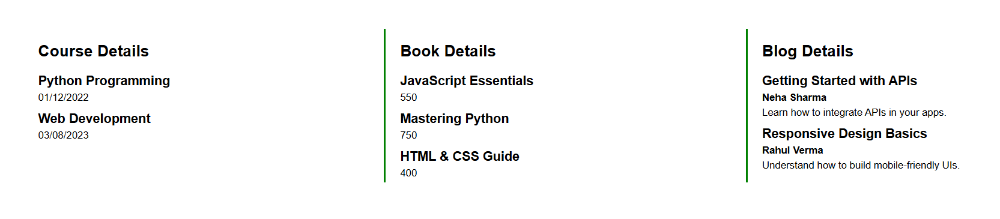 Course Details
Python Programming
01/12/2022
Web Development
03/08/2023
Book Details
JavaScript Essentials
550
Mastering Python
750
HTML & CSS Guide
400
Blog Details
Getting Started with APIs
Neha Sharma
Learn how to integrate APIs in your apps.
Responsive Design Basics
Rahul Verma
Understand how to build mobile-friendly UIs.